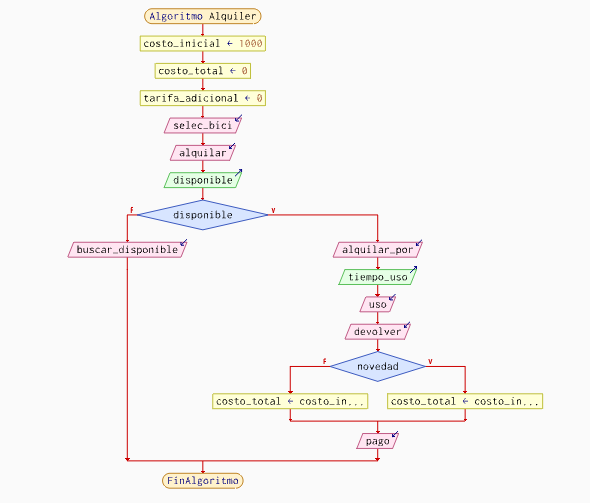 Algoritmo Alquiler
costo_inicial ← 1000
costo_total ← 0
tarifa_adicional ← 0
selec_bici
alquilar
disponible
disponible
F
V
buscar_disponible
alquilar_por
tiempo_uso
uso
devolver
novedad
F
V
costo_total ← costo_in...
costo_total ← costo_in...
pago
FinAlgoritmo